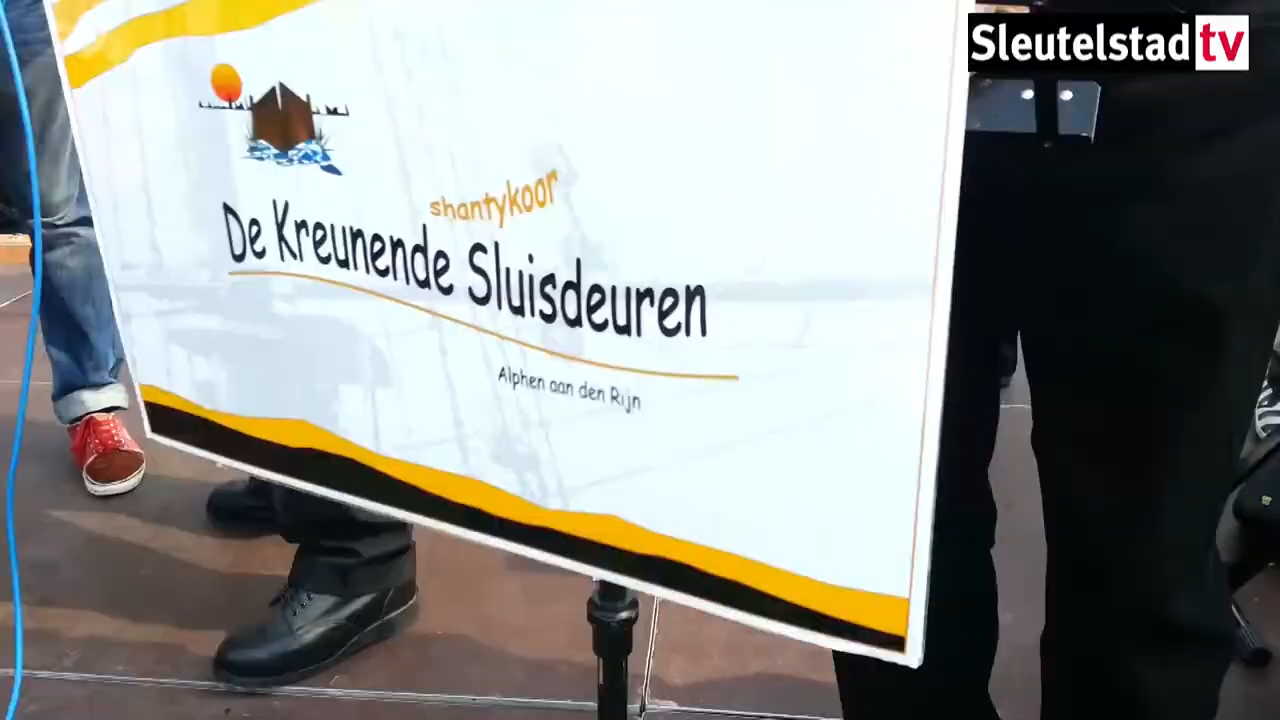 Sleutelstad tv
shantykoor
De Kreunende Sluisdeuren
Alphen aan den Rijn